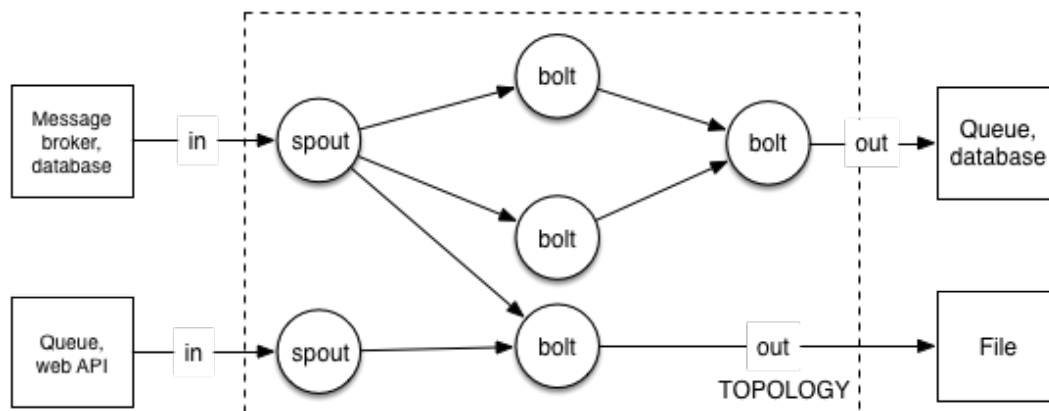 bolt
Message
broker,
database
in
spout
bolt
out
Queue,
database
bolt
Queue,
web API
in
spout
bolt
out
File
TOPOLOGY